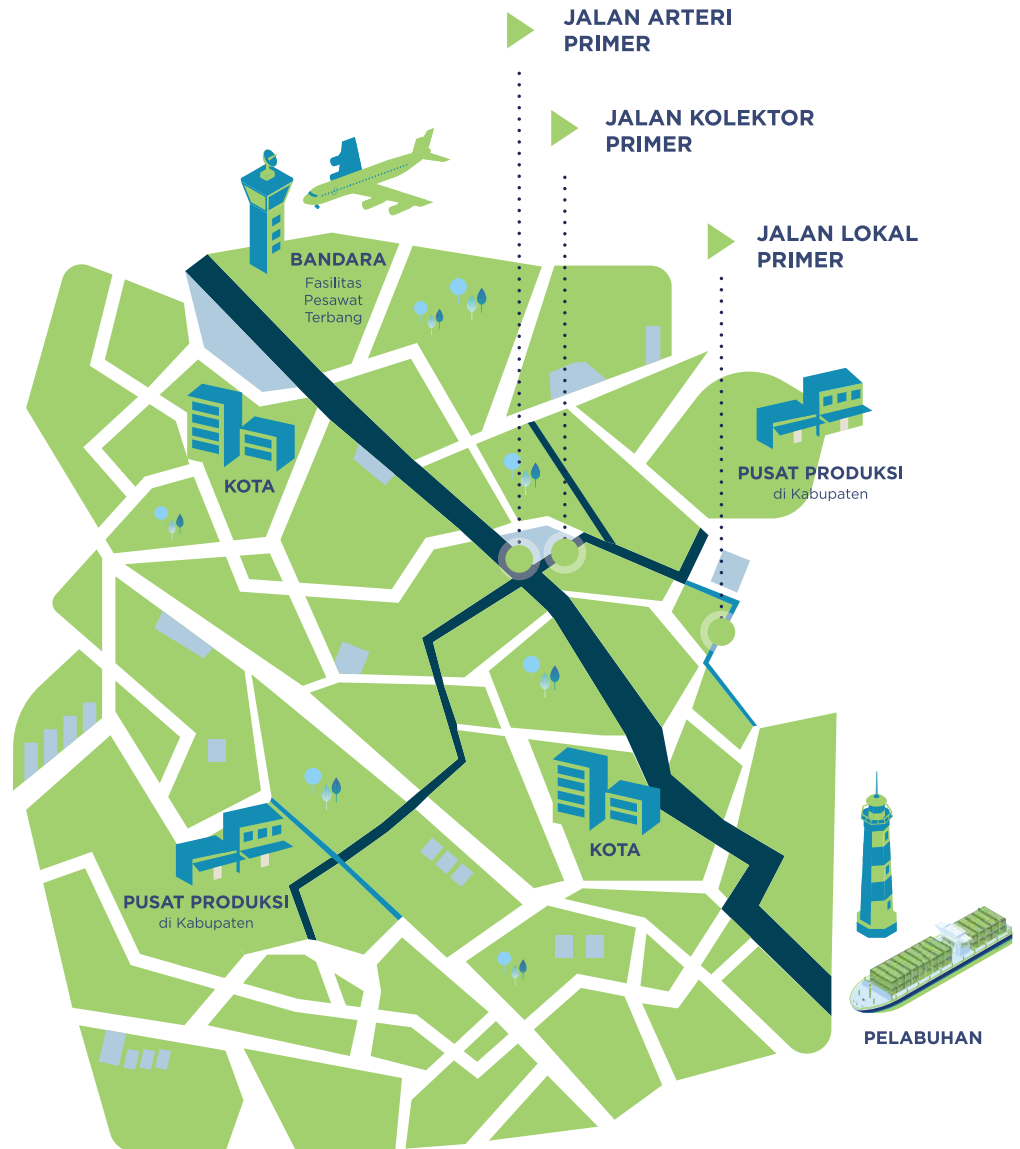 JALAN ARTERI
PRIMER
JALAN KOLEKTOR
PRIMER
JALAN LOKAL
PRIMER
BANDARA
Fasilitas
Pesawat
Terbang
KOTA
PUSAT PRODUKSI
di Kabupaten
KOTA
PUSAT PRODUKSI
di Kabupaten
PELABUHAN